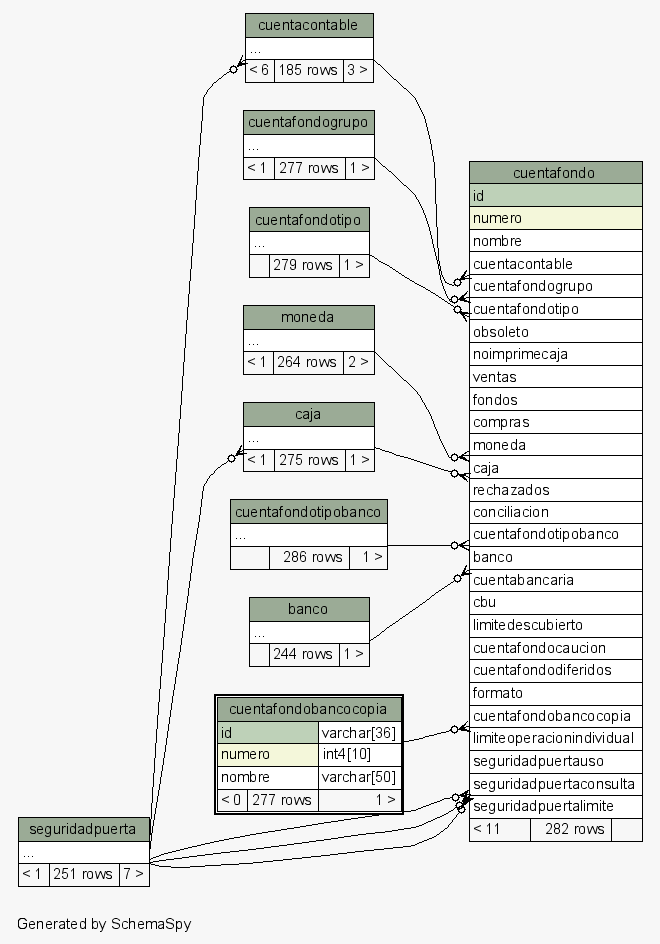 cuentacontable
...
< 6 185 rows 3 >
cuentafondogrupo
...
< 1 277 rows 1 >
cuentafondotipo
...
279 rows 1 >
moneda
...
< 1 264 rows 2 >
caja
...
< 1 275 rows 1 >
cuentafondotipobanco
...
286 rows 1 >
banco
...
244 rows 1 >
cuentafondobancocopia
id varchar[36]
numero int4[10]
nombre varchar[50]
< 0 277 rows 1 >
seguridadpuerta
...
< 1 251 rows 7 >
cuentafondo
id
numero
nombre
cuentacontable
cuentafondogrupo
cuentafondotipo
obsoleto
noimprimecaja
ventas
fondos
compras
moneda
caja
rechazados
conciliacion
cuentafondotipobanco
banco
cuentabancaria
cbu
limitedescubierto
cuentafondocaucion
cuentafondodiferidos
formato
cuentafondobancocopia
limiteoperacionindividual
seguridadpuertauso
seguridadpuertaconsulta
seguridadpuertalimite
< 11 282 rows
Generated by SchemaSpy